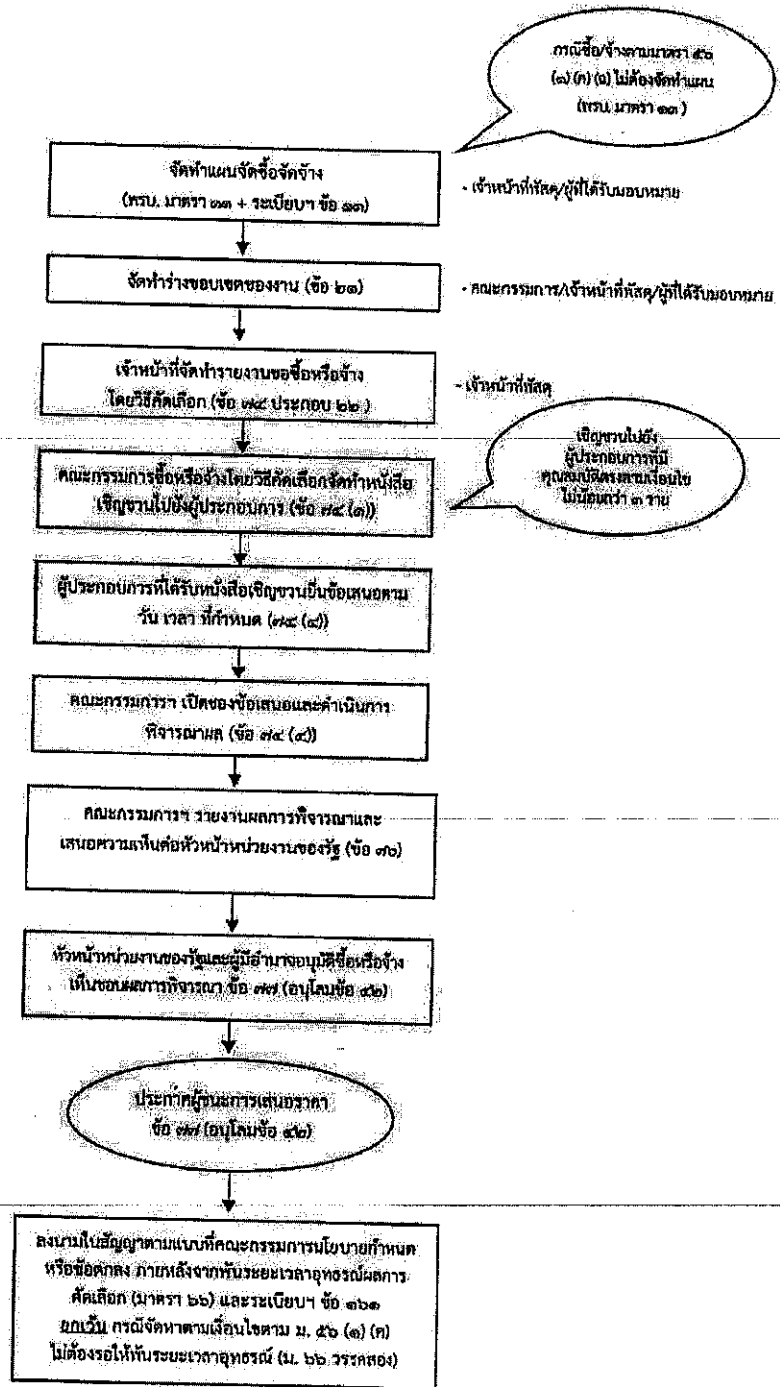 กรณีซื้อ/จ้างตามมาตรา ๕๖
(๑) (ค) (ฉ) ไม่ต้องจัดทำแผน
(พรบ. มาตรา ๑๑)
จัดทำแผนจัดซื้อจัดจ้าง
(พรบ. มาตรา ๑๑ + ระเบียบฯ ข้อ ๑๑)
- เจ้าหน้าที่พัสดุ/ผู้ที่ได้รับมอบหมาย
จัดทำร่างขอบเขตของงาน (ข้อ ๒๑)
- คณะกรรมการ/เจ้าหน้าที่พัสดุ/ผู้ที่ได้รับมอบหมาย
เจ้าหน้าที่จัดทำรายงานขอซื้อหรือจ้าง
โดยวิธีคัดเลือก (ข้อ ๗๔ ประกอบ ๒๒ )
- เจ้าหน้าที่พัสดุ
เชิญชวนไปยัง
ผู้ประกอบการที่มี
คุณสมบัติตรงตามเงื่อนไข
ไม่น้อยกว่า ๓ ราย
คณะกรรมการซื้อหรือจ้างโดยวิธีคัดเลือกจัดทำหนังสือ
เชิญชวนไปยังผู้ประกอบการ (ข้อ ๗๔ (๑))
ผู้ประกอบการที่ได้รับหนังสือเชิญชวนยื่นข้อเสนอตาม
วัน เวลา ที่กำหนด (๗๔ (๔))
คณะกรรมการฯ เปิดซองข้อเสนอและดำเนินการ
พิจารณาผล (ข้อ ๗๔ (๔))
คณะกรรมการฯ รายงานผลการพิจารณาและ
เสนอความเห็นต่อหัวหน้าหน่วยงานของรัฐ (ข้อ ๗๖)
หัวหน้าหน่วยงานของรัฐและผู้มีอำนาจอนุมัติซื้อหรือจ้าง
เห็นชอบผลการพิจารณา ข้อ ๗๗ (อนุโลมข้อ ๔๒)
ประกาศผู้ชนะการเสนอราคา
ข้อ ๗๗ (อนุโลมข้อ ๔๒)
ลงนามในสัญญาตามแบบที่คณะกรรมการนโยบายกำหนด
หรือข้อตกลง ภายหลังจากพ้นระยะเวลาอุทธรณ์ผลการ
คัดเลือก (มาตรา ๖๖) และระเบียบฯ ข้อ ๑๖๑
ยกเว้น กรณีจัดหาตามเงื่อนไขตาม ม. ๕๖ (๑) (ค)
ไม่ต้องรอให้พ้นระยะเวลาอุทธรณ์ (ม. ๖๖ วรรคสอง)